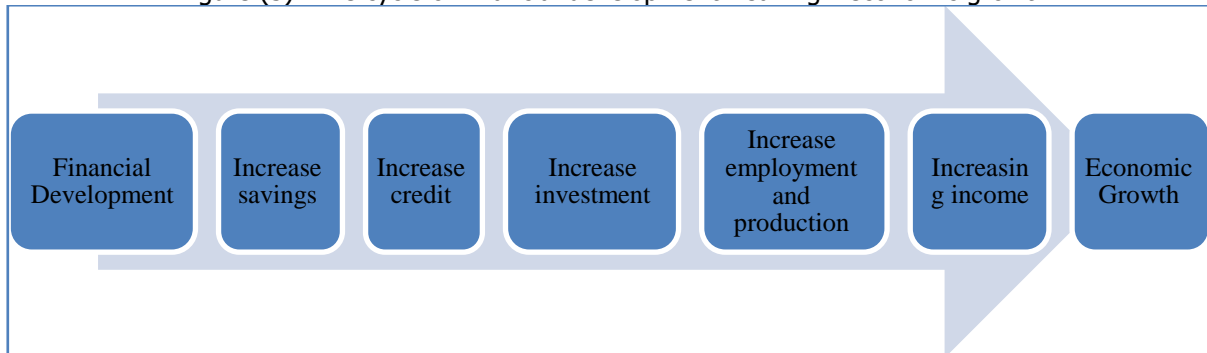 Financial
Development
Increase
savings
Increase
credit
Increase
investment
Increase
employment
and
production
Increasin
g income
Economic
Growth